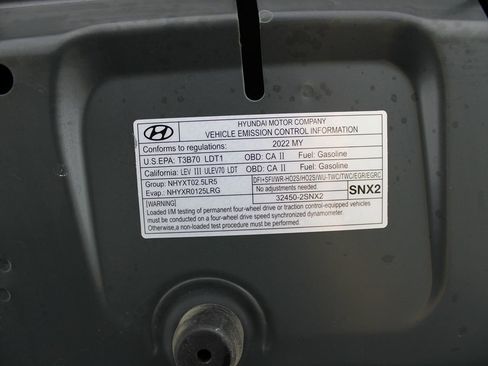 HYUNDAI MOTOR COMPANY
VEHICLE EMISSION CONTROL INFORMATION
Conforms to regulations: 2022 MY
U.S.EPA: T3B70 LDT1 OBD: CA II Fuel: Gasoline
California: LEV III ULEV70 LDT OBD: CA II Fuel: Gasoline
Group: NHYXT02.5LR5 DFI+SFI/WR-HO2S/HO2S/WU-TWC/TWC/EGR/EGRC
Evap.: NHYXR0125LRG No adjustments needed. SNX2
[WARNING] 32450-2SNX2
Loaded I/M testing of permanent four-wheel drive or traction control-equipped vehicles
must be conducted on a four-wheel speed synchronized dynamometer
Otherwise,a non-loaded test procedure must be conducted.